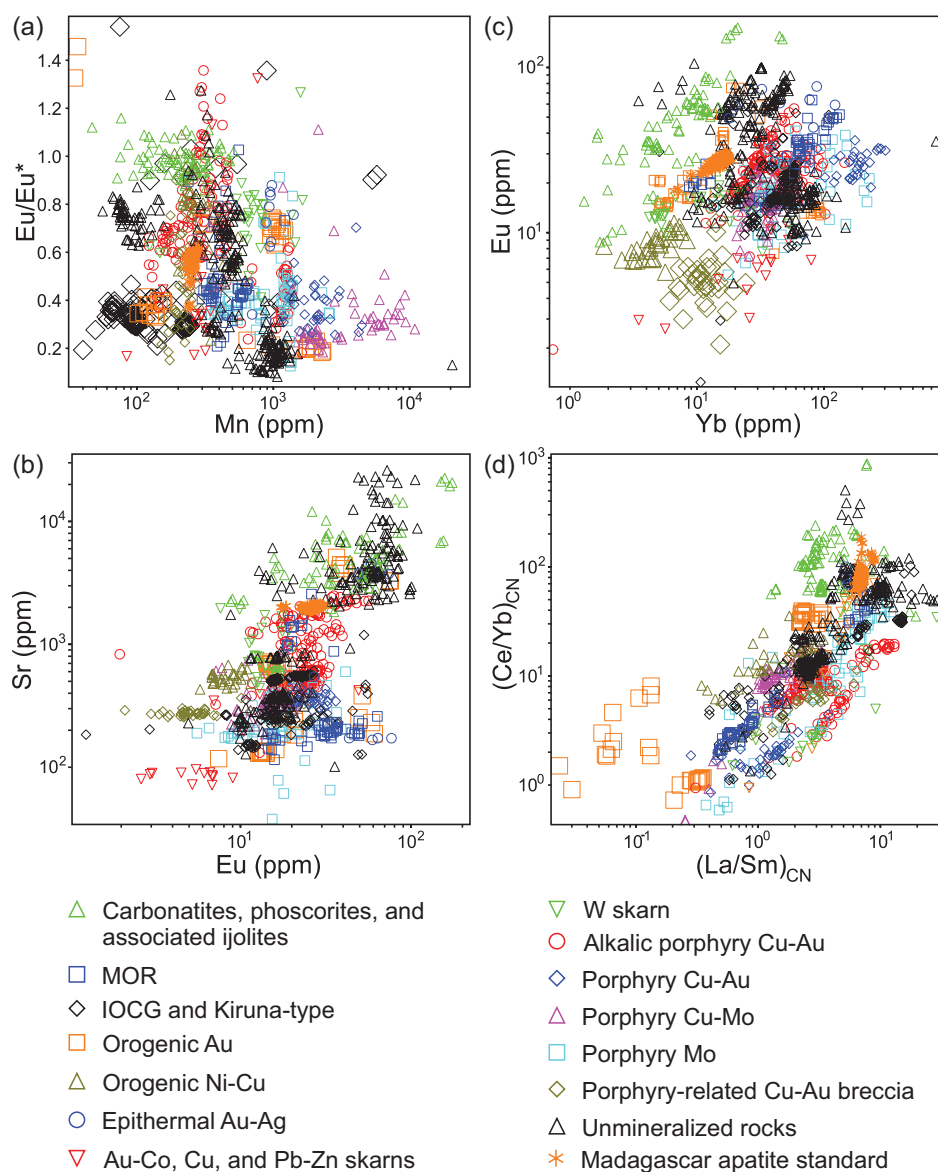 (a)
Eu/Eu*
1.4
1.2
1.0
0.8
0.6
0.4
0.2
10²
10³
10⁴
Mn (ppm)
(c)
Eu (ppm)
10²
10¹
10⁰
10¹
10²
Yb (ppm)
(b)
Sr (ppm)
10⁴
10³
10²
10¹
10²
Eu (ppm)
(d)
(Ce/Yb)CN
10³
10²
10¹
10⁰
10⁻¹
10⁰
10¹
(La/Sm)CN
Carbonatites, phoscorites, and
associated ijolites
MOR
IOCG and Kiruna-type
Orogenic Au
Orogenic Ni-Cu
Epithermal Au-Ag
Au-Co, Cu, and Pb-Zn skarns
W skarn
Alkalic porphyry Cu-Au
Porphyry Cu-Au
Porphyry Cu-Mo
Porphyry Mo
Porphyry-related Cu-Au breccia
Unmineralized rocks
Madagascar apatite standard